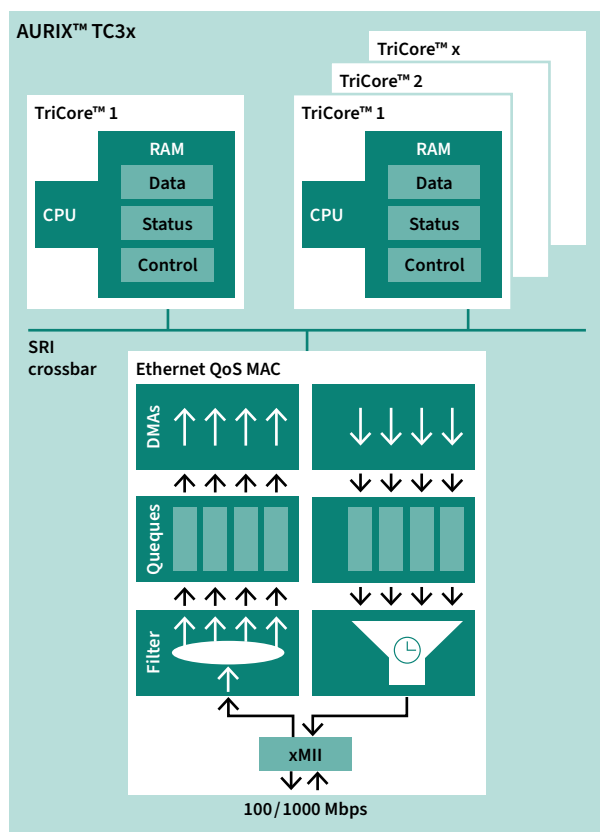 AURIX™ TC3x
TriCore™ x
TriCore™ 2
TriCore™ 1
TriCore™ 1
RAM
Data
CPU
Status
Control
RAM
Data
CPU
Status
Control
SRI
crossbar
Ethernet QoS MAC
DMAs
Queques
Filter
xMII
100/1000 Mbps